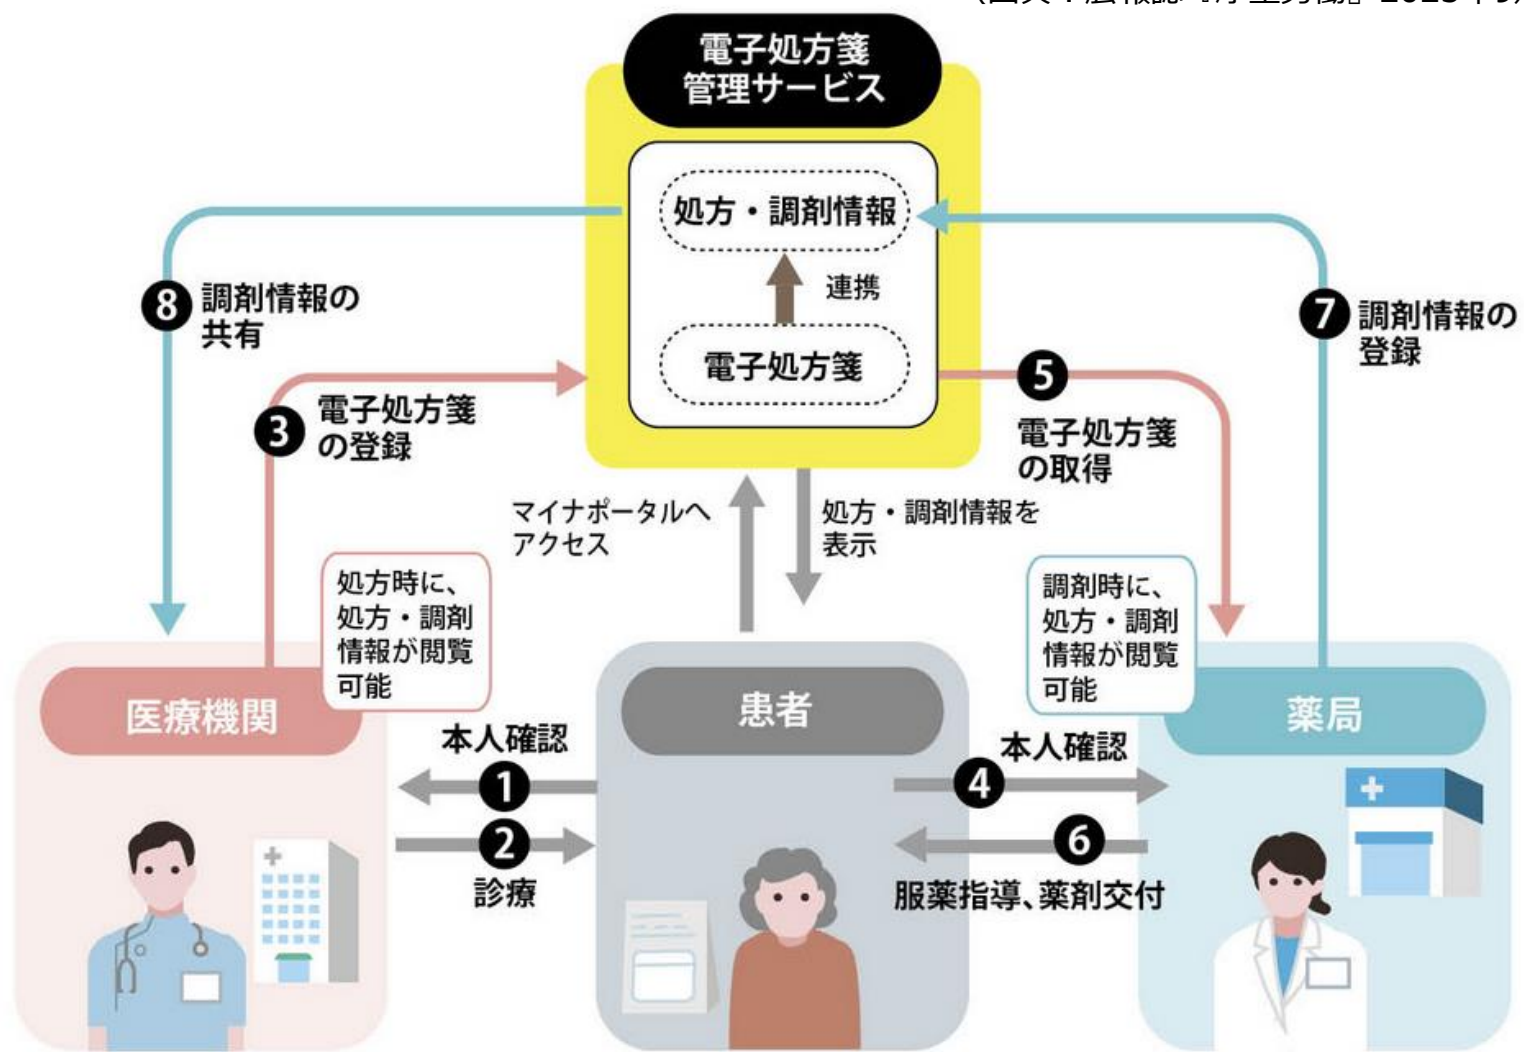 電子処方箋
管理サービス
処方・調剤情報
連携
電子処方箋
8
調剤情報の
共有
3
電子処方箋
の登録
5
電子処方箋
の取得
7
調剤情報の
登録
マイナポータルへ
アクセス
処方・調剤情報を
表示
処方時に、
処方・調剤
情報が閲覧
可能
調剤時に、
処方・調剤
情報が閲覧
可能
医療機関
患者
薬局
本人確認
1
2
診療
本人確認
4
6
服薬指導、薬剤交付